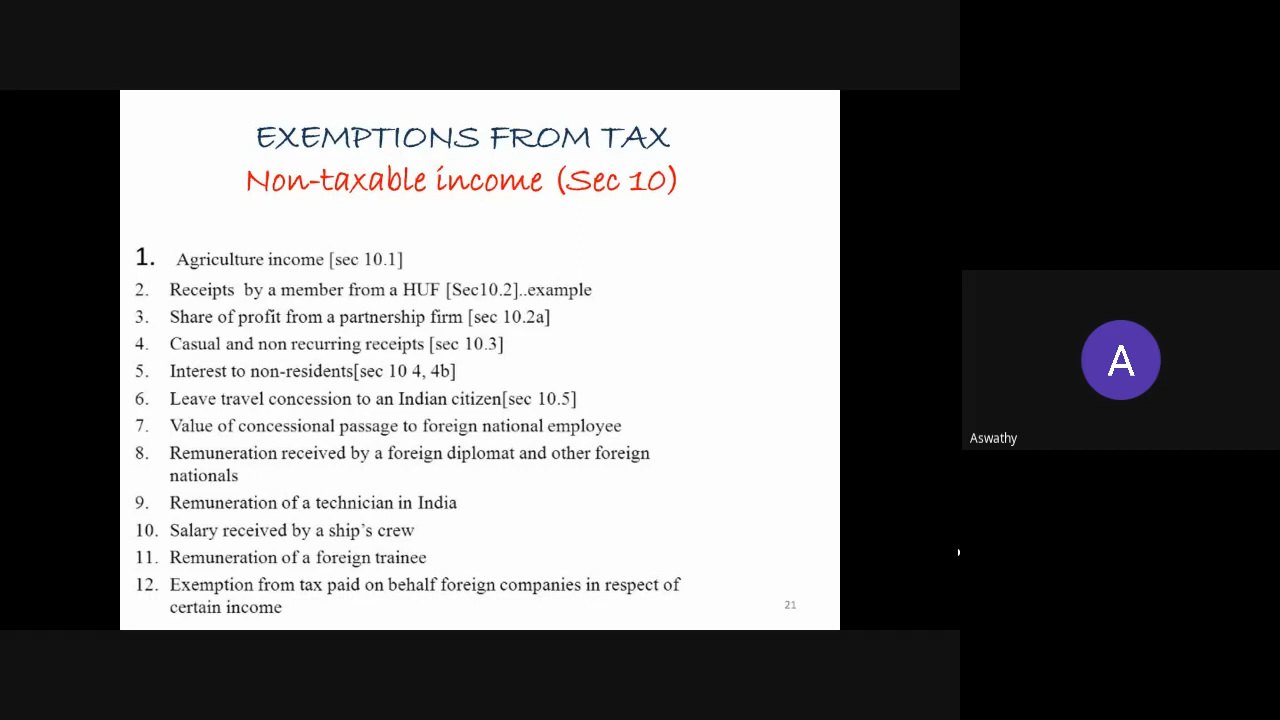 EXEMPTIONS FROM TAX
Non-taxable income (Sec 10)
1. Agriculture income [sec 10.1]
2. Receipts by a member from a HUF [Sec10.2]..example
3. Share of profit from a partnership firm [sec 10.2a]
4. Casual and non recurring receipts [sec 10.3]
5. Interest to non-residents[sec 10 4, 4b]
6. Leave travel concession to an Indian citizen[sec 10.5]
7. Value of concessional passage to foreign national employee
8. Remuneration received by a foreign diplomat and other foreign
nationals
9. Remuneration of a technician in India
10. Salary received by a ship's crew
11. Remuneration of a foreign trainee
12. Exemption from tax paid on behalf foreign companies in respect of
certain income
21
A
Aswathy